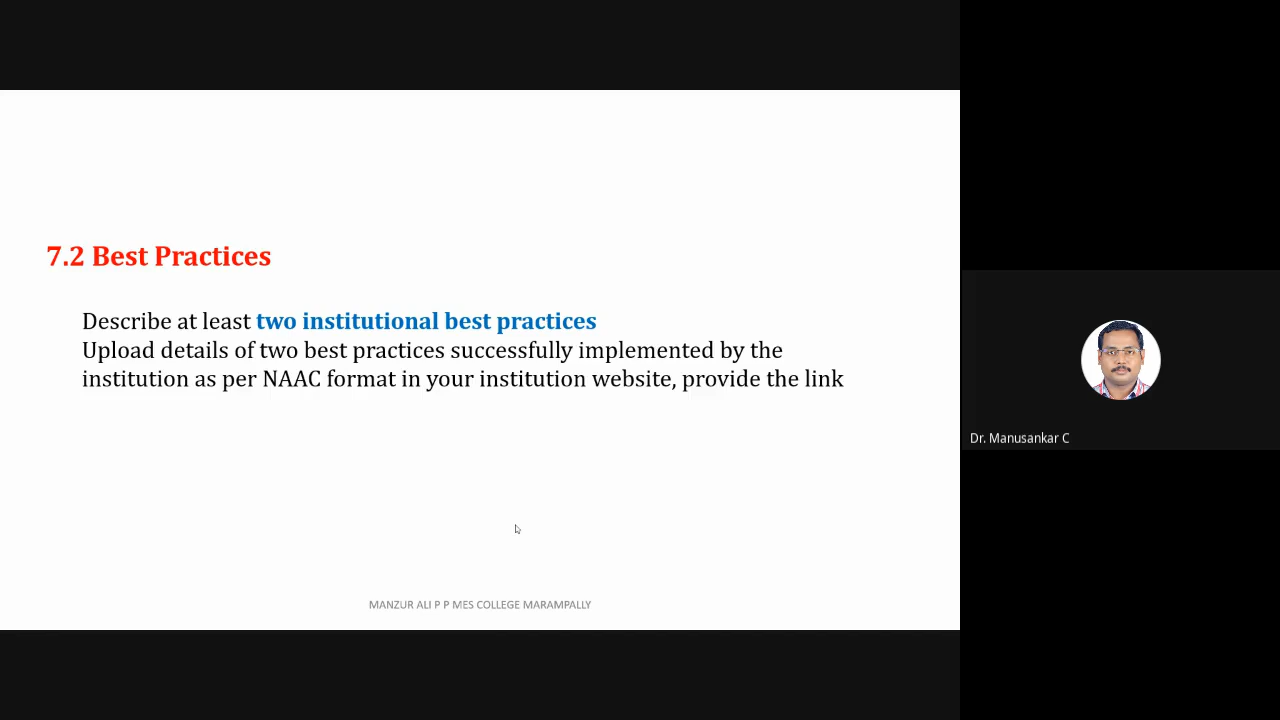 7.2 Best Practices
Describe at least two institutional best practices
Upload details of two best practices successfully implemented by the
institution as per NAAC format in your institution website, provide the link
MANZUR ALI P P MES COLLEGE MARAMPALLY
Dr. Manusankar C